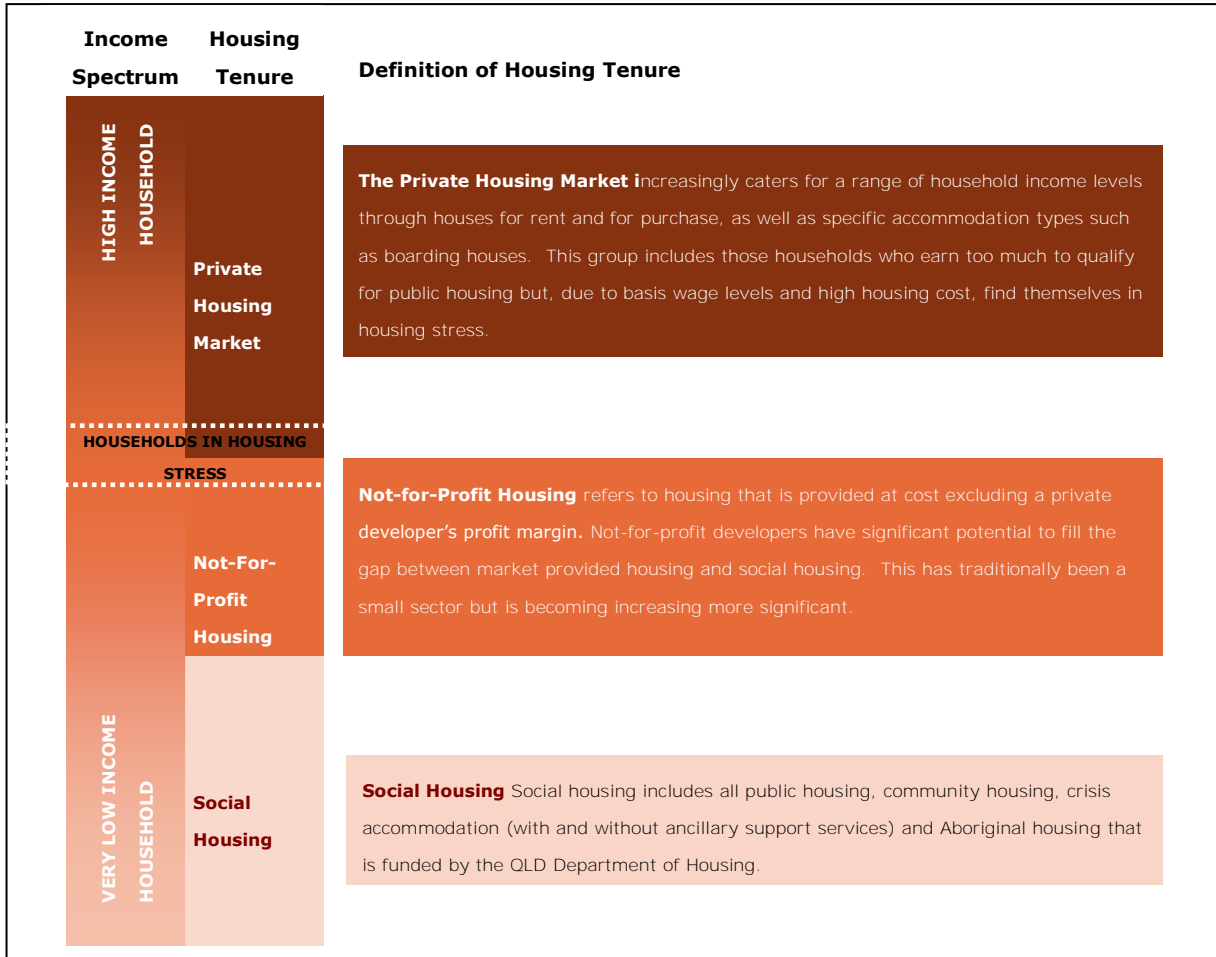 Income
Spectrum
Housing
Tenure
Definition of Housing Tenure
HIGH INCOME
HOUSEHOLD
Private
Housing
Market
The Private Housing Market increasingly caters for a range of household income levels
through houses for rent and for purchase, as well as specific accommodation types such
as boarding houses.  This group includes those households who earn too much to qualify
for public housing but, due to basis wage levels and high housing cost, find themselves in
housing stress.
HOUSEHOLDS IN HOUSING
STRESS
Not-For-
Profit
Housing
Not-for-Profit Housing refers to housing that is provided at cost excluding a private
developer’s profit margin. Not-for-profit developers have significant potential to fill the
gap between market provided housing and social housing.  This has traditionally been a
small sector but is becoming increasing more significant.
VERY LOW INCOME
HOUSEHOLD
Social
Housing
Social Housing Social housing includes all public housing, community housing, crisis
accommodation (with and without ancillary support services) and Aboriginal housing that
is funded by the QLD Department of Housing.